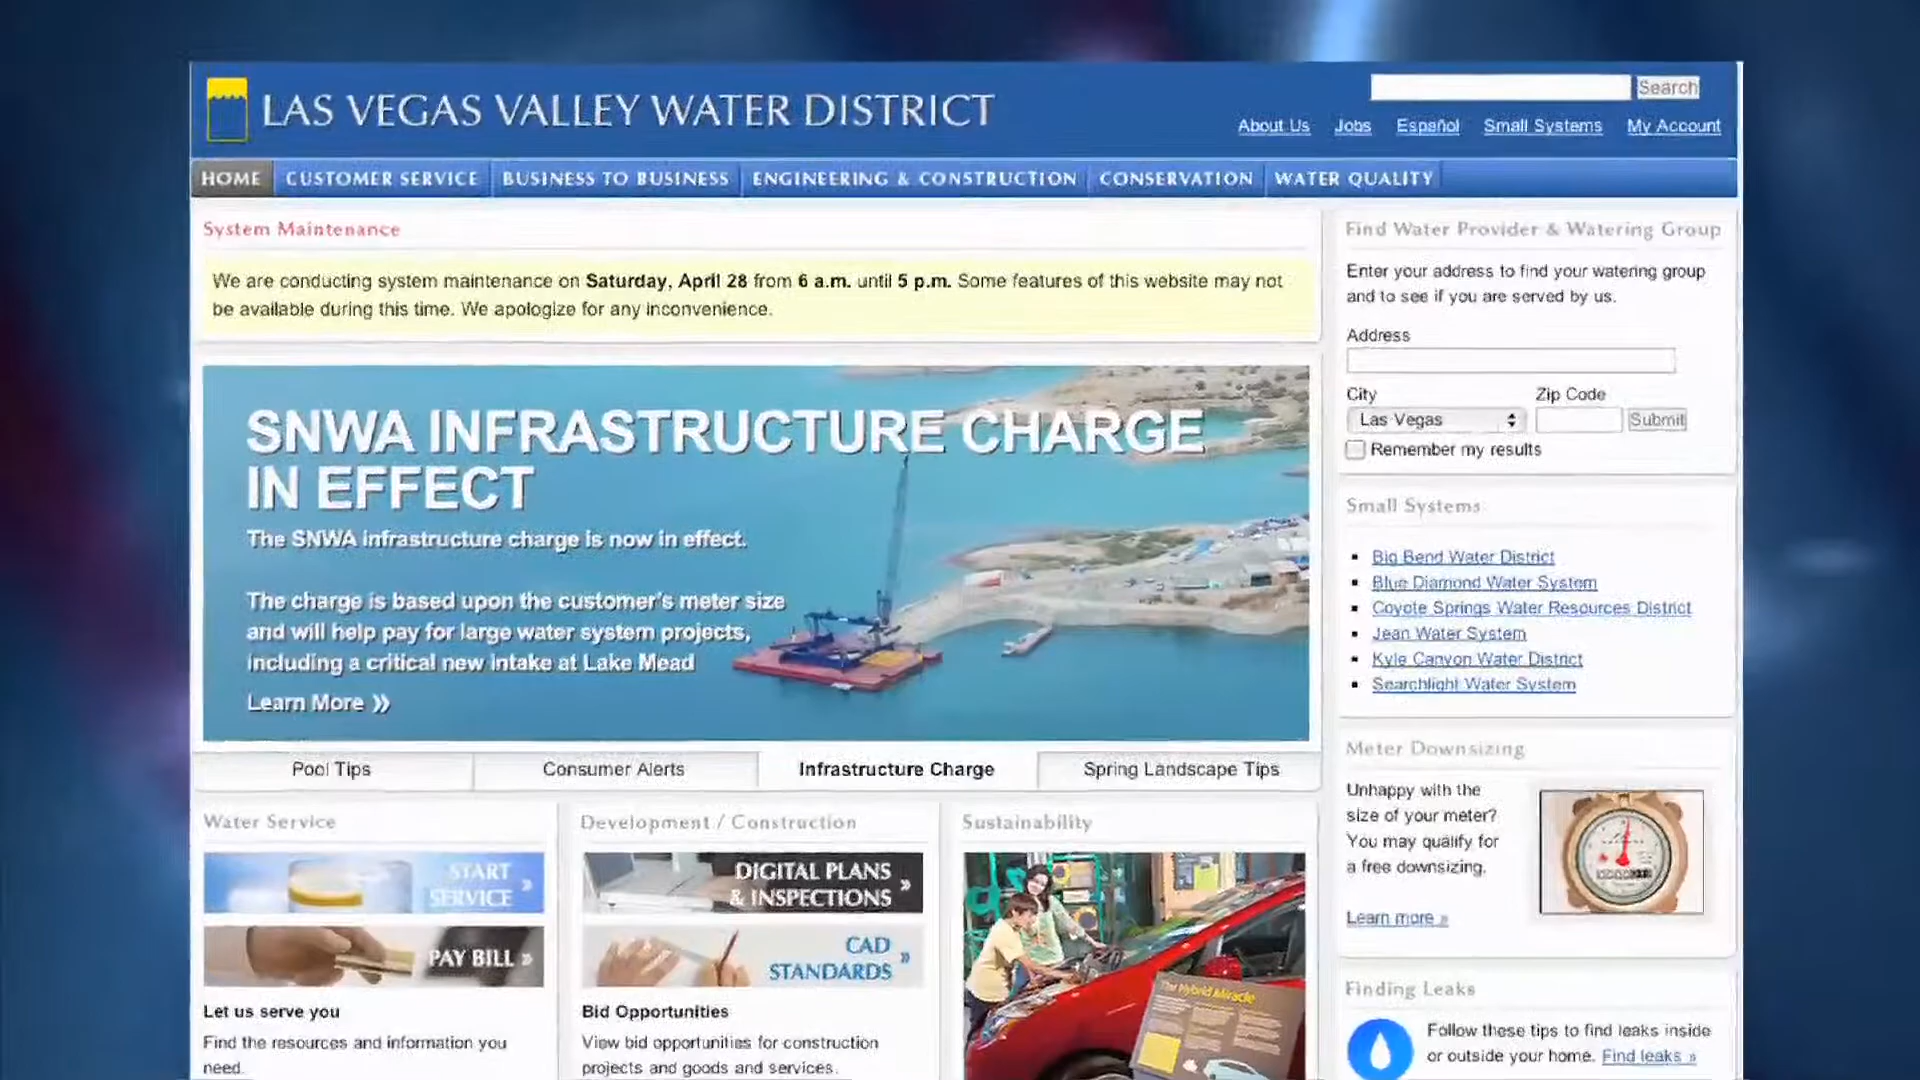 LAS VEGAS VALLEY WATER DISTRICT
Search
About Us Jobs Español Small Systems My Account
HOME CUSTOMER SERVICE BUSINESS TO BUSINESS ENGINEERING & CONSTRUCTION CONSERVATION WATER QUALITY
System Maintenance
We are conducting system maintenance on Saturday, April 28 from 6 a.m. until 5 p.m. Some features of this website may not
be available during this time. We apologize for any inconvenience.
SNWA INFRASTRUCTURE CHARGE
IN EFFECT
The SNWA infrastructure charge is now in effect.
The charge is based upon the customer's meter size
and will help pay for large water system projects,
including a critical new intake at Lake Mead
Learn More »
Pool Tips Consumer Alerts Infrastructure Charge Spring Landscape Tips
Water Service
START
SERVICE »
PAY BILL »
Let us serve you
Find the resources and information you
need.
Development / Construction
DIGITAL PLANS
& INSPECTIONS »
CAD
STANDARDS »
Bid Opportunities
View bid opportunities for construction
projects and goods and services.
Sustainability
The Hybrid Miracle
Find Water Provider & Watering Group
Enter your address to find your watering group
and to see if you are served by us.
Address
City Zip Code
Las Vegas Submit
Remember my results
Small Systems
Big Bend Water District
Blue Diamond Water System
Coyote Springs Water Resources District
Jean Water System
Kyle Canyon Water District
Searchlight Water System
Meter Downsizing
Unhappy with the
size of your meter?
You may qualify for
a free downsizing.
Learn more »
Finding Leaks
Follow these tips to find leaks inside
or outside your home. Find leaks »